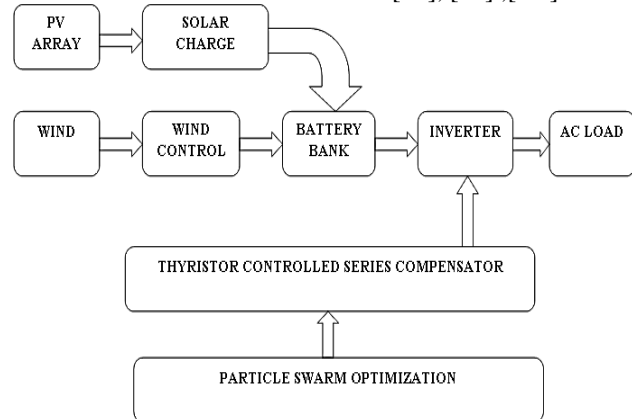 PV
ARRAY
SOLAR
CHARGE
WIND
WIND
CONTROL
BATTERY
BANK
INVERTER
AC LOAD
THYRISTOR CONTROLLED SERIES COMPENSATOR
PARTICLE SWARM OPTIMIZATION